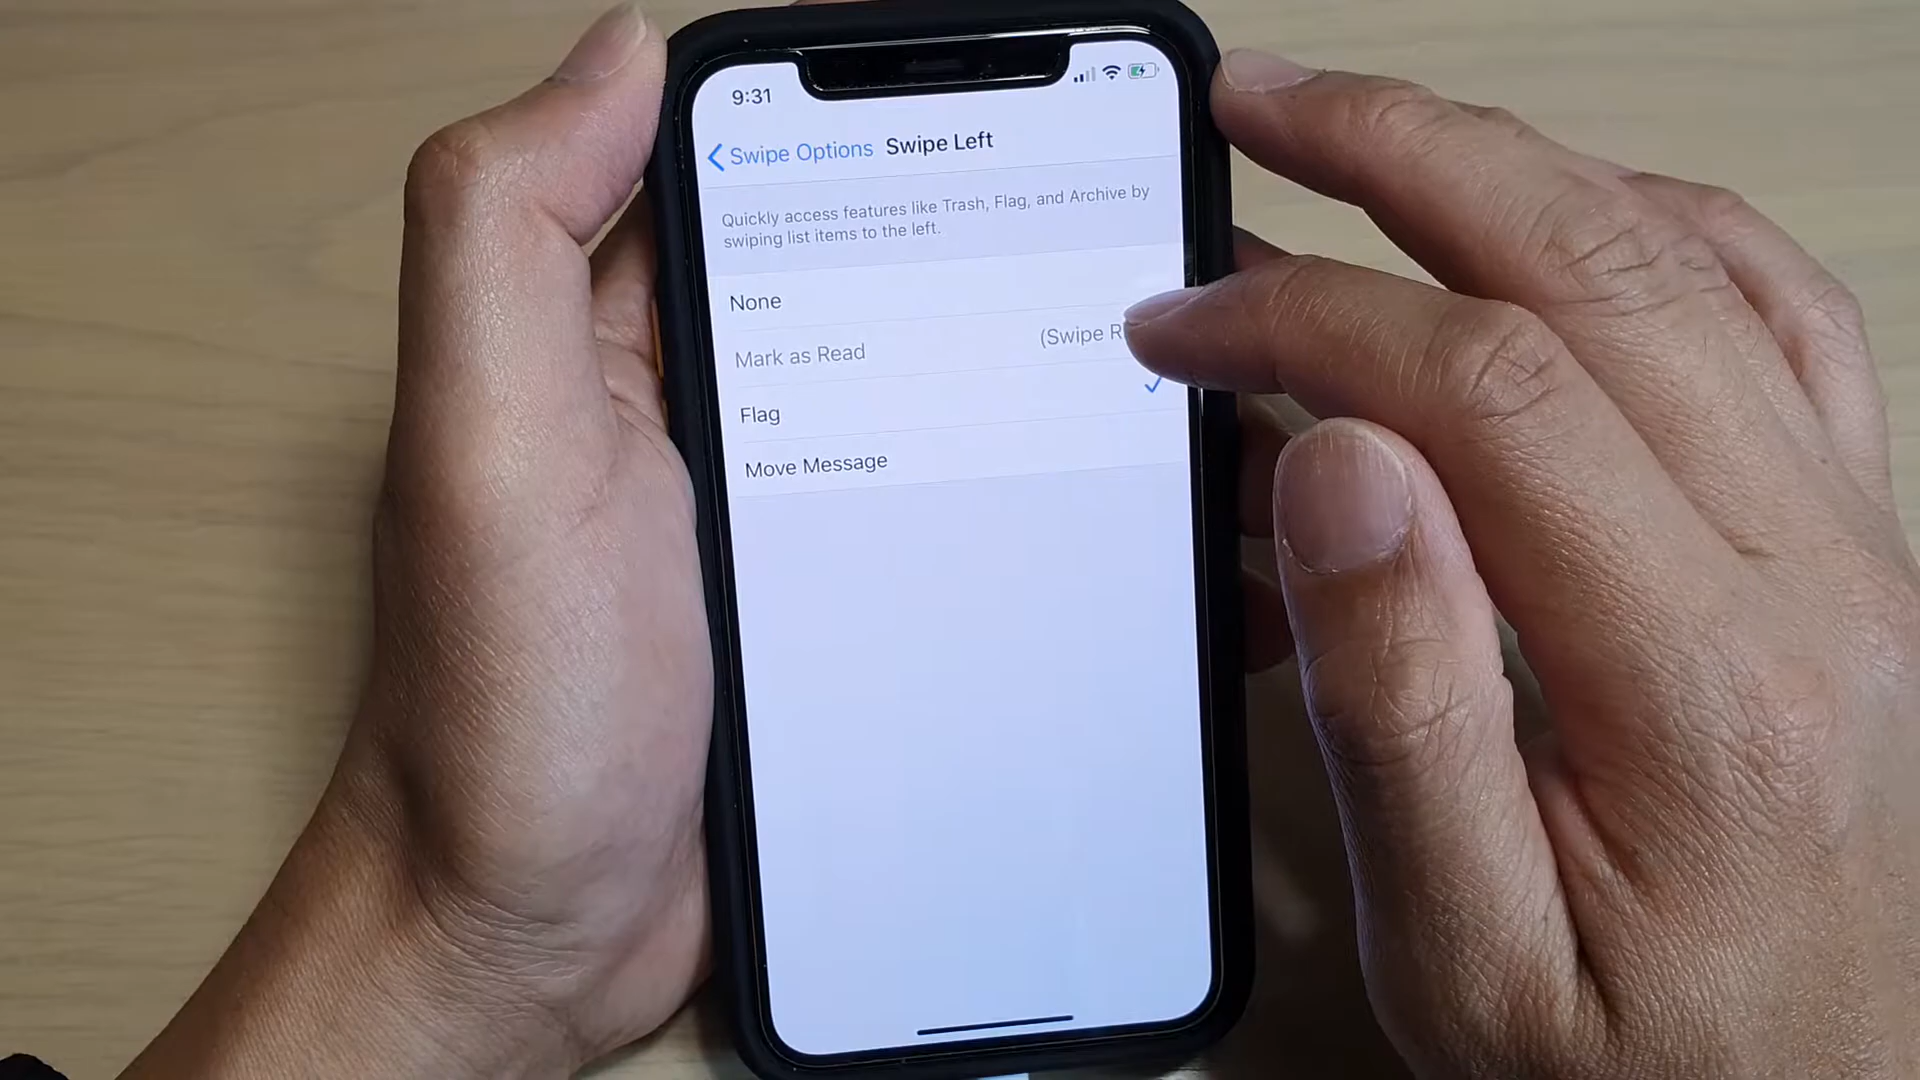 9:31
Swipe Options Swipe Left
Quickly access features like Trash, Flag, and Archive by
swiping list items to the left.
None
Mark as Read (Swipe
Flag
Move Message